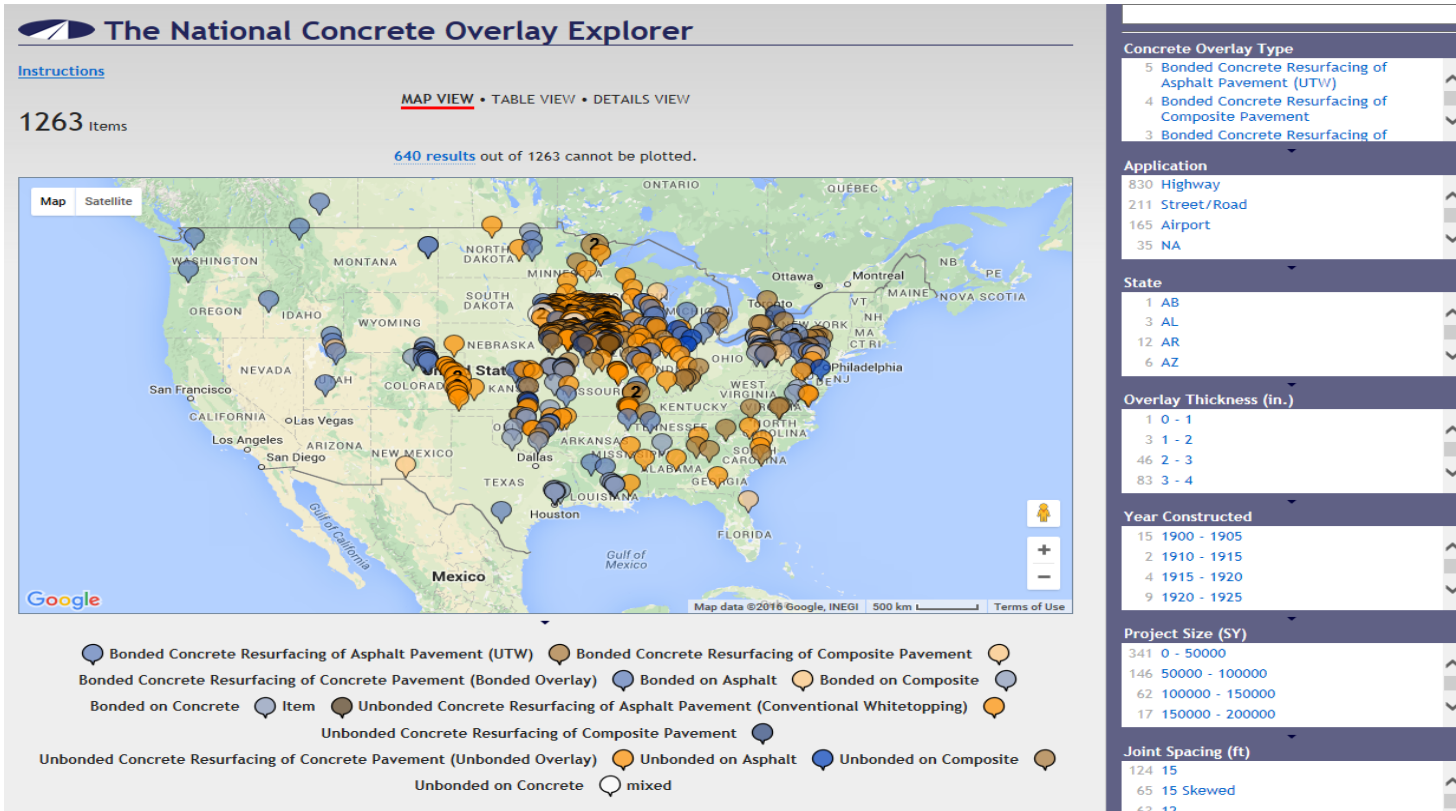 The National Concrete Overlay Explorer
Instructions
MAP VIEW • TABLE VIEW • DETAILS VIEW
1263 Items
640 results out of 1263 cannot be plotted.
Map Satellite
ONTARIO
QUÉBEC
WASHINGTON
MONTANA
NORTH DAKOTA
Ottawa
Montreal
NB
PE
MAINE
NOVA SCOTIA
OREGON
IDAHO
SOUTH DAKOTA
Toronto
VT
NH
WYOMING
NEW YORK
MA
CT RI
NEBRASKA
OHIO
Philadelphia
NEVADA
UTAH
COLORADO
DE NJ
San Francisco
WEST VIRGINIA
CALIFORNIA
Las Vegas
KENTUCKY
TENNESSEE
NORTH CAROLINA
Los Angeles
ARIZONA
NEW MEXICO
ARKANSAS
San Diego
Dallas
MISSISSIPPI
ALABAMA
SOUTH CAROLINA
TEXAS
LOUISIANA
GEORGIA
Houston
FLORIDA
Gulf of California
Gulf of Mexico
Mexico
Google
Map data ©2016 Google, INEGI 500 km Terms of Use
Bonded Concrete Resurfacing of Asphalt Pavement (UTW) Bonded Concrete Resurfacing of Composite Pavement
Bonded Concrete Resurfacing of Concrete Pavement (Bonded Overlay) Bonded on Asphalt Bonded on Composite
Bonded on Concrete Item Unbonded Concrete Resurfacing of Asphalt Pavement (Conventional Whitetopping)
Unbonded Concrete Resurfacing of Composite Pavement
Unbonded Concrete Resurfacing of Concrete Pavement (Unbonded Overlay) Unbonded on Asphalt Unbonded on Composite
Unbonded on Concrete mixed
Concrete Overlay Type
5 Bonded Concrete Resurfacing of
Asphalt Pavement (UTW)
4 Bonded Concrete Resurfacing of
Composite Pavement
3 Bonded Concrete Resurfacing of
Application
830 Highway
211 Street/Road
165 Airport
35 NA
State
1 AB
3 AL
12 AR
6 AZ
Overlay Thickness (in.)
1 0 - 1
3 1 - 2
46 2 - 3
83 3 - 4
Year Constructed
15 1900 - 1905
2 1910 - 1915
4 1915 - 1920
9 1920 - 1925
Project Size (SY)
341 0 - 50000
146 50000 - 100000
62 100000 - 150000
17 150000 - 200000
Joint Spacing (ft)
124 15
65 15 Skewed
63 12